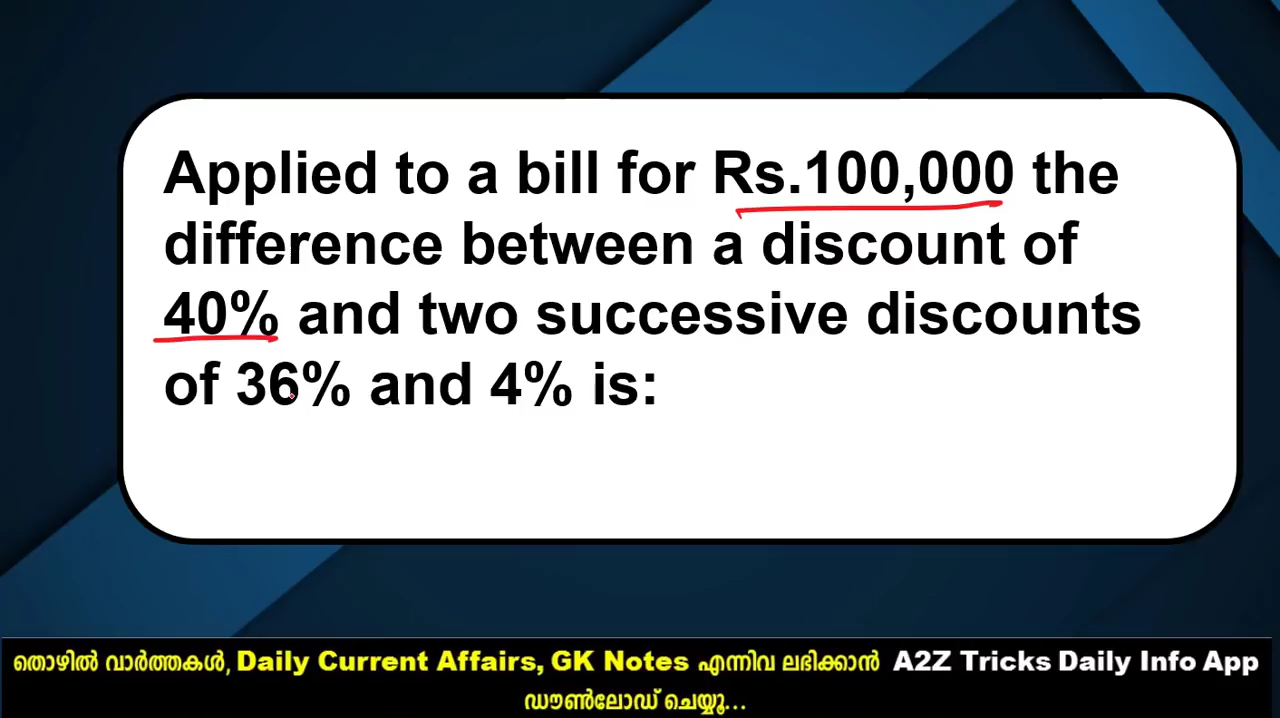 Applied to a bill for Rs.100,000 the
difference between a discount of
40% and two successive discounts
of 36% and 4% is:
തൊഴിൽ വാർത്തകൾ, Daily Current Affairs, GK Notes എന്നിവ ലഭിക്കാൻ A2Z Tricks Daily Info App
ഡൗൺലോഡ് ചെയ്യൂ...